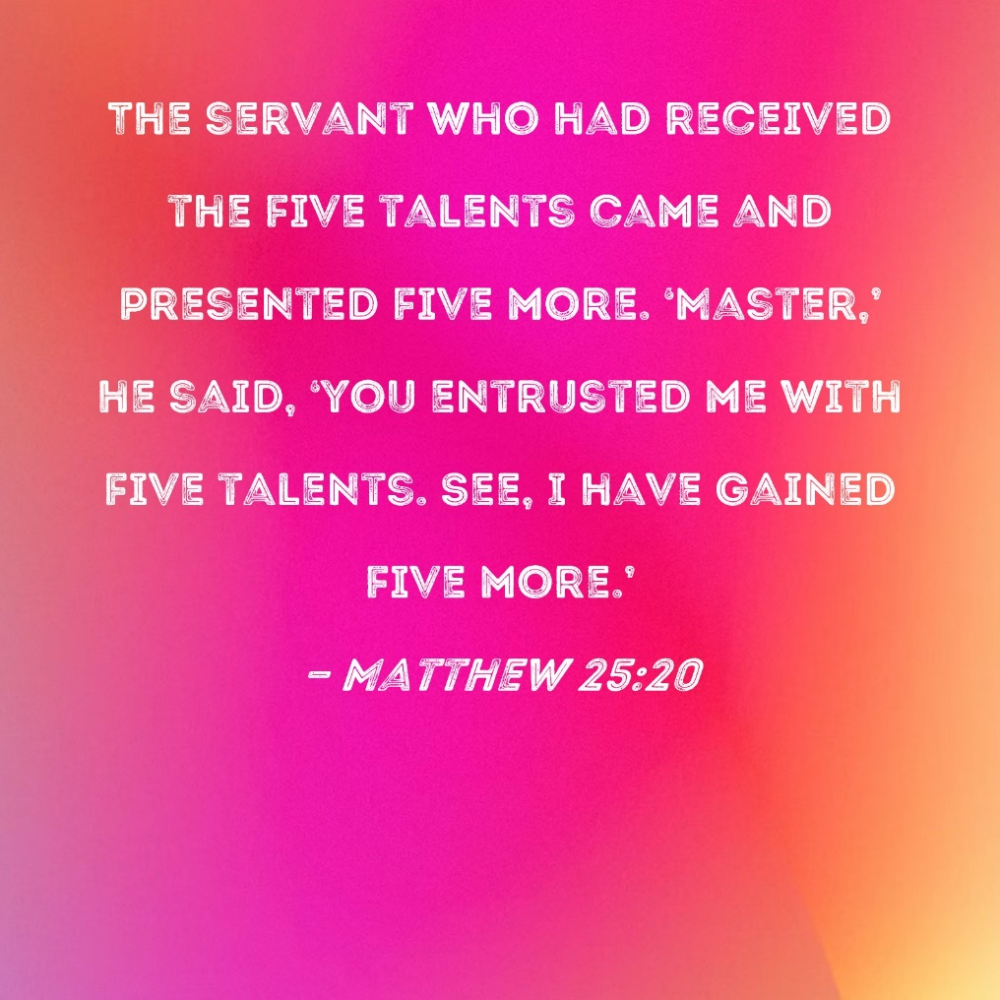 THE SERVANT WHO HAD RECEIVED
THE FIVE TALENTS CAME AND
PRESENTED FIVE MORE. ‘MASTER,’
HE SAID, ‘YOU ENTRUSTED ME WITH
FIVE TALENTS. SEE, I HAVE GAINED
FIVE MORE.’
– MATTHEW 25:20